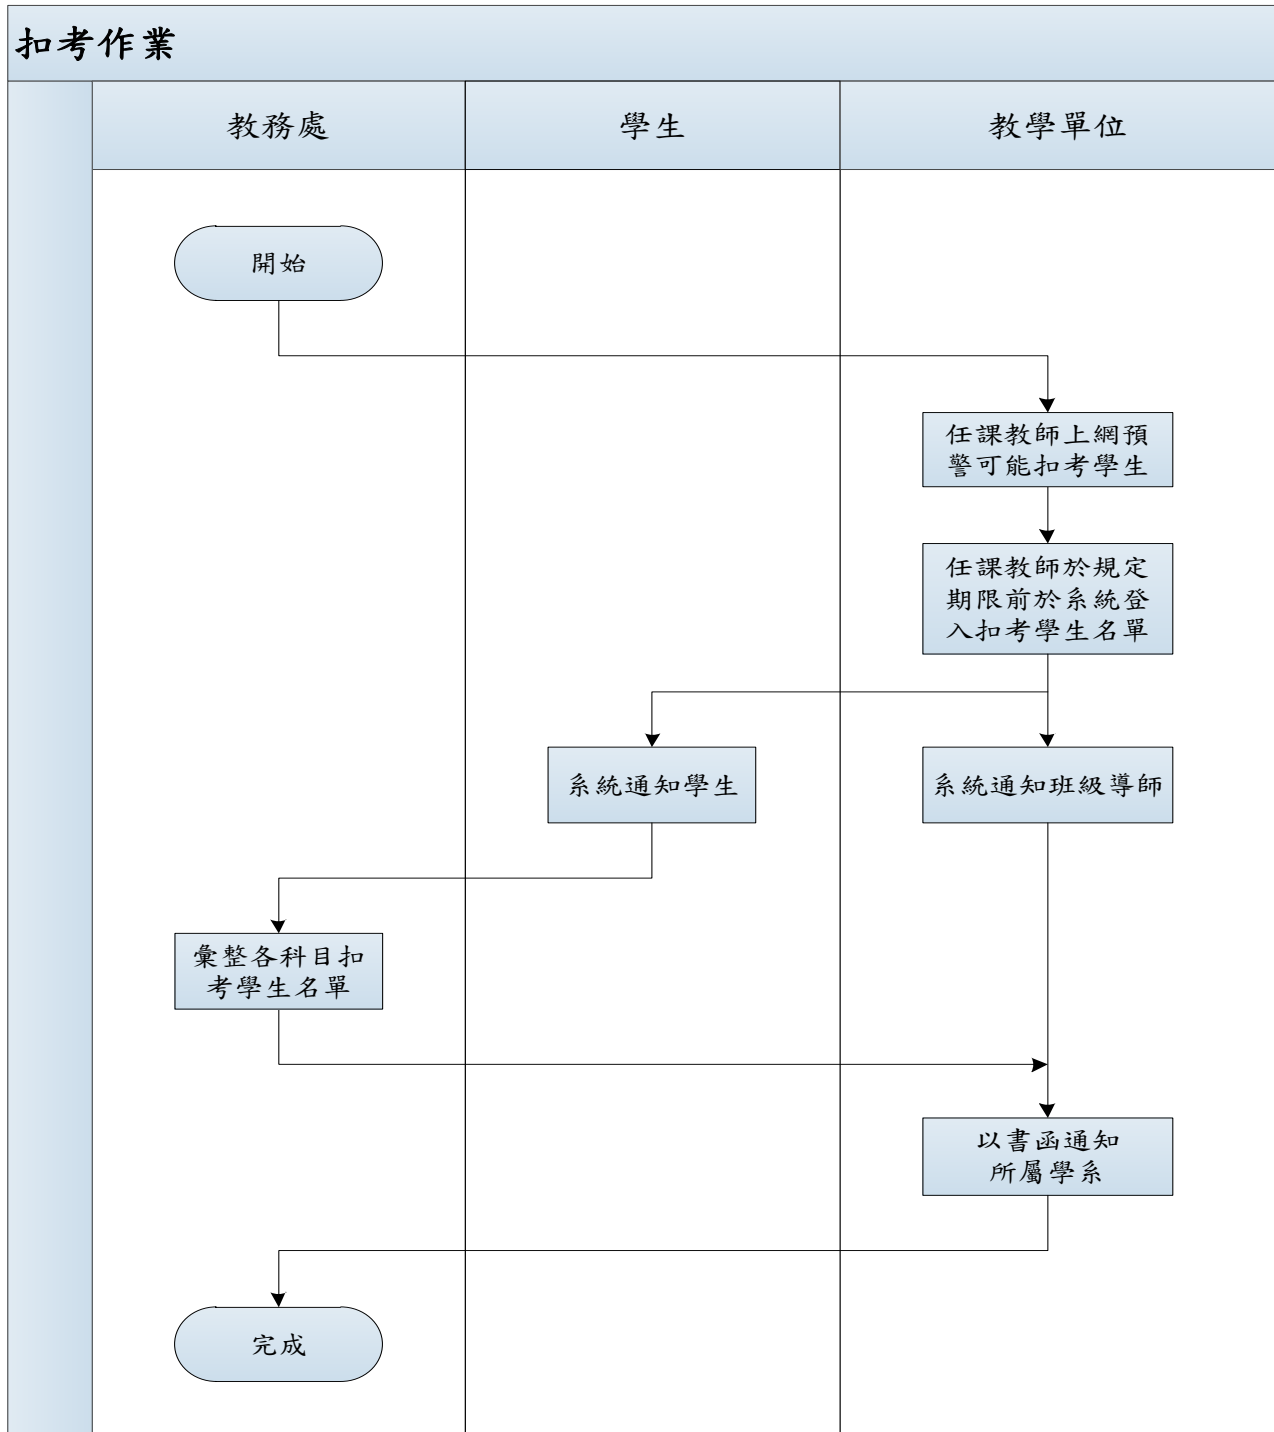 扣考作業
教務處
學生
教學單位
開始
任課教師上網預
警可能扣考學生
任課教師於規定
期限前於系統登
入扣考學生名單
系統通知學生
系統通知班級導師
彙整各科目扣
考學生名單
以書函通知
所屬學系
完成